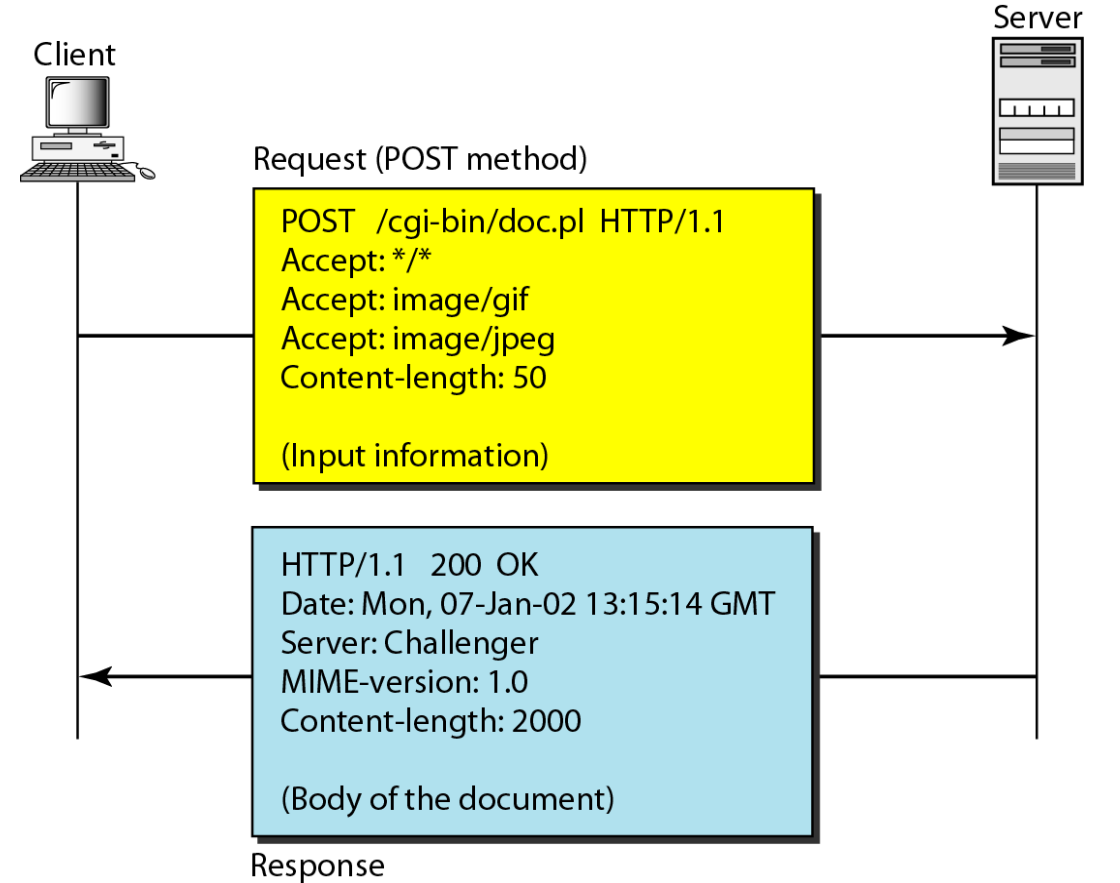 Server
Client
Request (POST method)
POST /cgi-bin/doc.pl HTTP/1.1
Accept: */*
Accept: image/gif
Accept: image/jpeg
Content-length: 50
(Input information)
HTTP/1.1 200 OK
Date: Mon, 07-Jan-02 13:15:14 GMT
Server: Challenger
MIME-version: 1.0
Content-length: 2000
(Body of the document)
Response